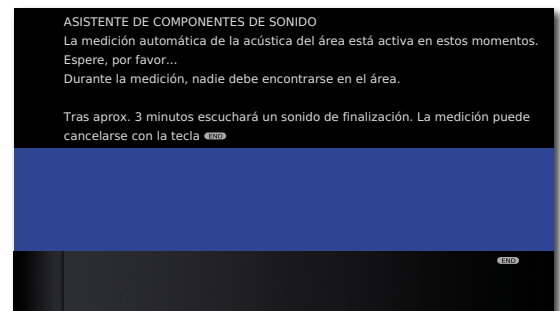 ASISTENTE DE COMPONENTES DE SONIDO
La medición automática de la acústica del área está activa en estos momentos.
Espere, por favor...
Durante la medición, nadie debe encontrarse en el área.
Tras aprox. 3 minutos escuchará un sonido de finalización. La medición puede
cancelarse con la tecla END
END